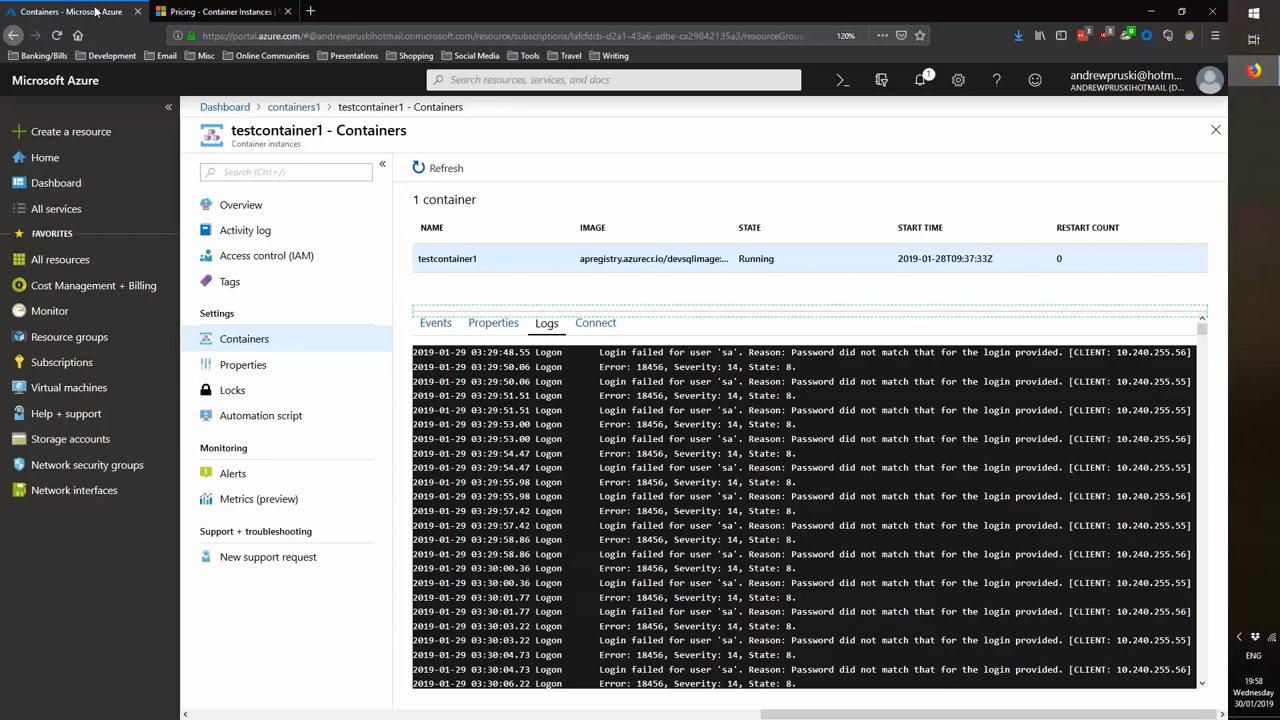 Containers - Microsoft Azure
Pricing - Container Instances |
https://portal.azure.com/#@andrewpruskihotmail.onmicrosoft.com/resource/subscriptions/fafcfdcb-d2a1-43a6-adbe-ca29842135a3/resourceGroup
120%
Banking/Bills
Development
Email
Misc
Online Communities
Presentations
Shopping
Social Media
Tools
Travel
Writing
Microsoft Azure
Search resources, services, and docs
1
andrewpruski@hotm...
ANDREWPRUSKIHOTMAIL (D...
Create a resource
Home
Dashboard
All services
FAVORITES
All resources
Cost Management + Billing
Monitor
Resource groups
Subscriptions
Virtual machines
Help + support
Storage accounts
Network security groups
Network interfaces
Dashboard > containers1 > testcontainer1 - Containers
testcontainer1 - Containers
Container instances
Search (Ctrl+/)
Overview
Activity log
Access control (IAM)
Tags
Settings
Containers
Properties
Locks
Automation script
Monitoring
Alerts
Metrics (preview)
Support + troubleshooting
New support request
Refresh
1 container
NAME IMAGE STATE START TIME RESTART COUNT
testcontainer1 apregistry.azurecr.io/devsqlimage:... Running 2019-01-28T09:37:33Z 0
Events Properties Logs Connect
2019-01-29 03:29:48.55 Logon Login failed for user 'sa'. Reason: Password did not match that for the login provided. [CLIENT: 10.240.255.56]
2019-01-29 03:29:50.06 Logon Error: 18456, Severity: 14, State: 8.
2019-01-29 03:29:50.06 Logon Login failed for user 'sa'. Reason: Password did not match that for the login provided. [CLIENT: 10.240.255.55]
2019-01-29 03:29:51.51 Logon Error: 18456, Severity: 14, State: 8.
2019-01-29 03:29:51.51 Logon Login failed for user 'sa'. Reason: Password did not match that for the login provided. [CLIENT: 10.240.255.55]
2019-01-29 03:29:53.00 Logon Error: 18456, Severity: 14, State: 8.
2019-01-29 03:29:53.00 Logon Login failed for user 'sa'. Reason: Password did not match that for the login provided. [CLIENT: 10.240.255.56]
2019-01-29 03:29:54.47 Logon Error: 18456, Severity: 14, State: 8.
2019-01-29 03:29:54.47 Logon Login failed for user 'sa'. Reason: Password did not match that for the login provided. [CLIENT: 10.240.255.55]
2019-01-29 03:29:55.98 Logon Error: 18456, Severity: 14, State: 8.
2019-01-29 03:29:55.98 Logon Login failed for user 'sa'. Reason: Password did not match that for the login provided. [CLIENT: 10.240.255.56]
2019-01-29 03:29:57.42 Logon Error: 18456, Severity: 14, State: 8.
2019-01-29 03:29:57.42 Logon Login failed for user 'sa'. Reason: Password did not match that for the login provided. [CLIENT: 10.240.255.55]
2019-01-29 03:29:58.86 Logon Error: 18456, Severity: 14, State: 8.
2019-01-29 03:29:58.86 Logon Login failed for user 'sa'. Reason: Password did not match that for the login provided. [CLIENT: 10.240.255.56]
2019-01-29 03:30:00.36 Logon Error: 18456, Severity: 14, State: 8.
2019-01-29 03:30:00.36 Logon Login failed for user 'sa'. Reason: Password did not match that for the login provided. [CLIENT: 10.240.255.55]
2019-01-29 03:30:01.77 Logon Error: 18456, Severity: 14, State: 8.
2019-01-29 03:30:01.77 Logon Login failed for user 'sa'. Reason: Password did not match that for the login provided. [CLIENT: 10.240.255.56]
2019-01-29 03:30:03.22 Logon Error: 18456, Severity: 14, State: 8.
2019-01-29 03:30:03.22 Logon Login failed for user 'sa'. Reason: Password did not match that for the login provided. [CLIENT: 10.240.255.55]
2019-01-29 03:30:04.73 Logon Error: 18456, Severity: 14, State: 8.
2019-01-29 03:30:04.73 Logon Login failed for user 'sa'. Reason: Password did not match that for the login provided. [CLIENT: 10.240.255.56]
2019-01-29 03:30:06.22 Logon Error: 18456, Severity: 14, State: 8.
ENG
19:58
Wednesday
30/01/2019